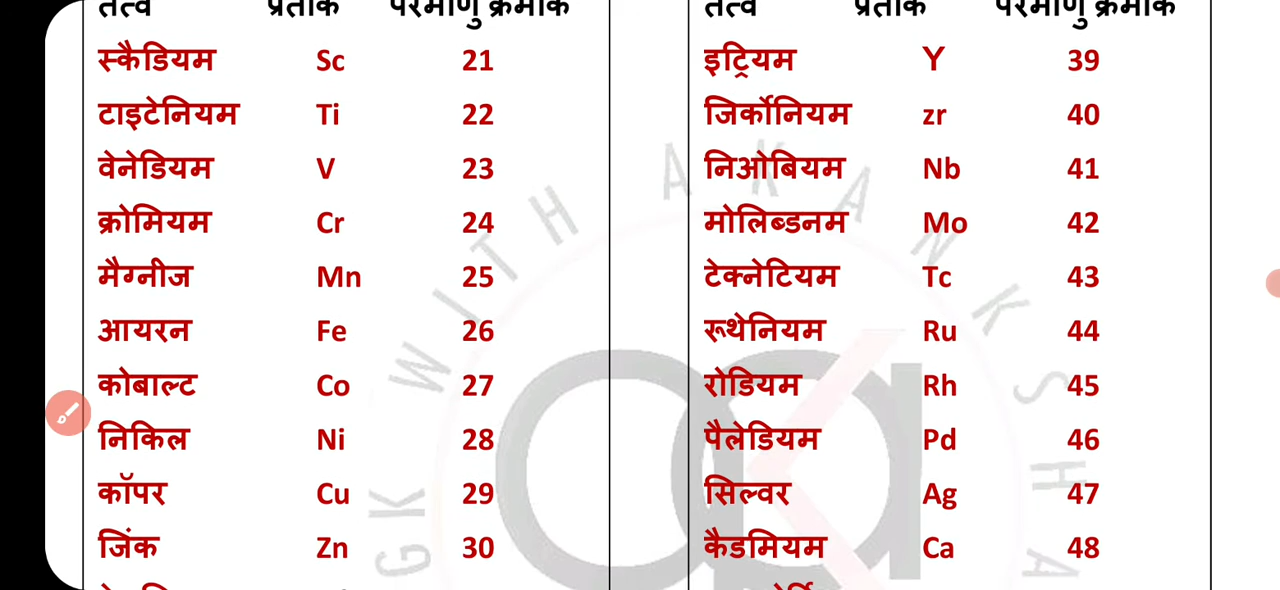 तत्व प्रतीक परमाणु क्रमांक तत्व प्रतीक परमाणु क्रमांक
स्कैडियम Sc 21 इट्रियम Y 39
टाइटेनियम Ti 22 जिर्कोनियम zr 40
वेनेडियम V 23 निओबियम Nb 41
क्रोमियम Cr 24 मोलिब्डनम Mo 42
मैग्नीज Mn 25 टेक्नेटियम Tc 43
आयरन Fe 26 रूथेनियम Ru 44
कोबाल्ट Co 27 रोडियम Rh 45
निकिल Ni 28 पैलेडियम Pd 46
कॉपर Cu 29 सिल्वर Ag 47
जिंक Zn 30 कैडमियम Ca 48
GK WITH AKANKSHA